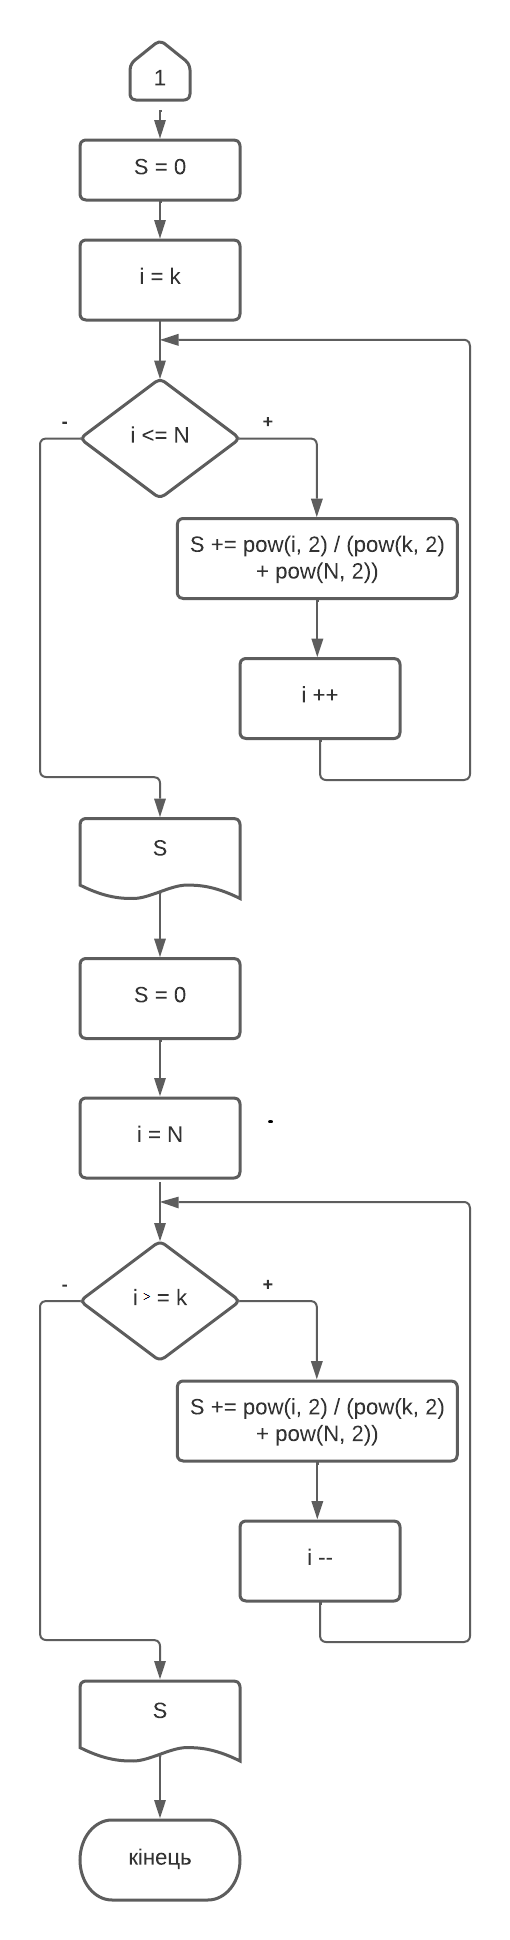 1
S = 0
i = k
i <= N
-
+
S += pow(i, 2) / (pow(k, 2)
+ pow(N, 2))
i ++
S
S = 0
i = N
i > = k
-
+
S += pow(i, 2) / (pow(k, 2)
+ pow(N, 2))
i --
S
кінець